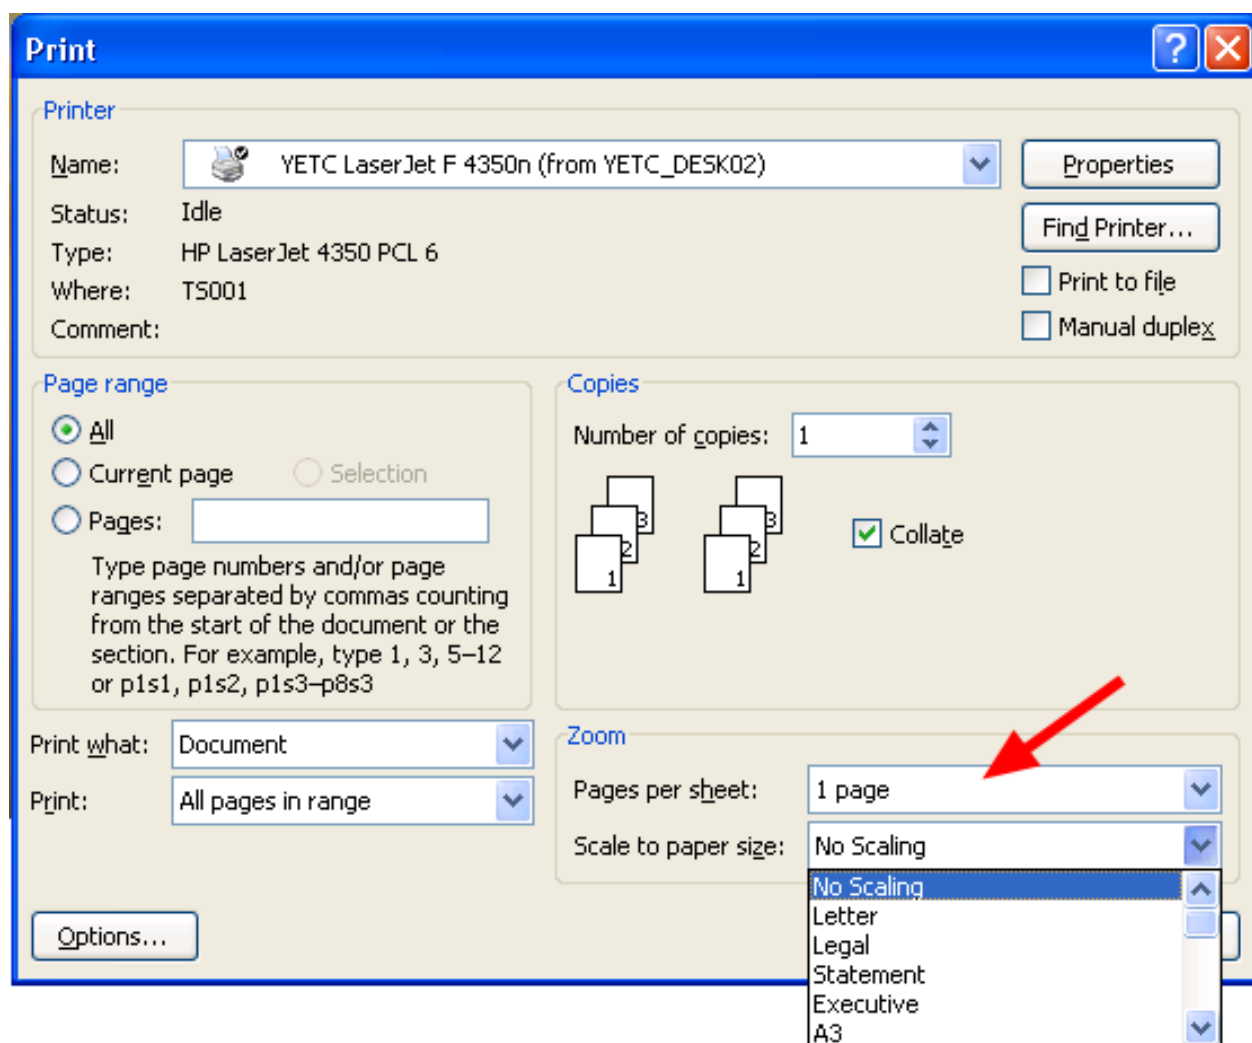 Print
Printer
Name: YETC LaserJet F 4350n (from YETC_DESK02) Properties
Status: Idle
Find Printer...
Type: HP LaserJet 4350 PCL 6
Where: TS001
Print to file
Comment:
Manual duplex
Page range
All
Current page Selection
Pages:
Type page numbers and/or page
ranges separated by commas counting
from the start of the document or the
section. For example, type 1, 3, 5–12
or p1s1, p1s2, p1s3–p8s3
Copies
Number of copies: 1
3 3
2 2
1 1
Collate
Print what: Document
Print: All pages in range
Zoom
Pages per sheet: 1 page
Scale to paper size: No Scaling
No Scaling
Letter
Legal
Statement
Executive
A3
Options...